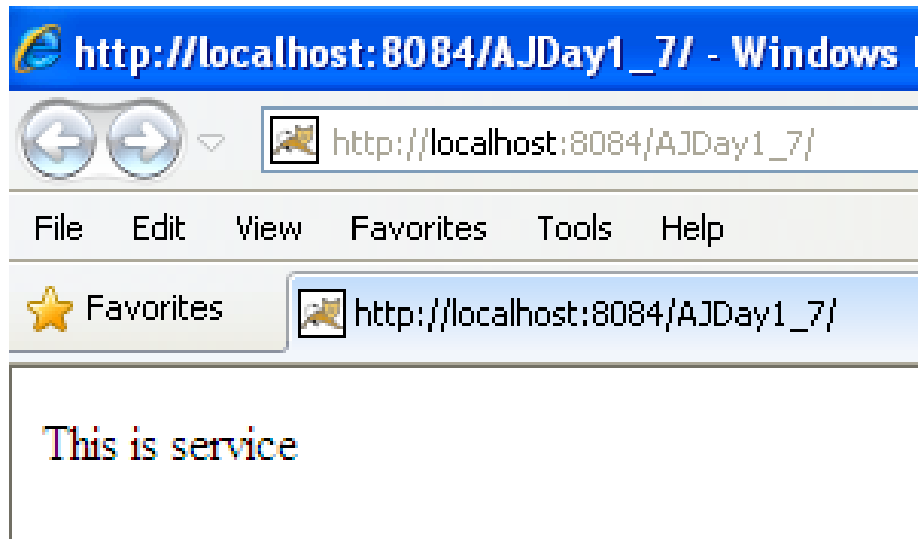 http://localhost:8084/AJDay1_7/ - Windows
http://localhost:8084/AJDay1_7/
File Edit View Favorites Tools Help
Favorites http://localhost:8084/AJDay1_7/
This is service